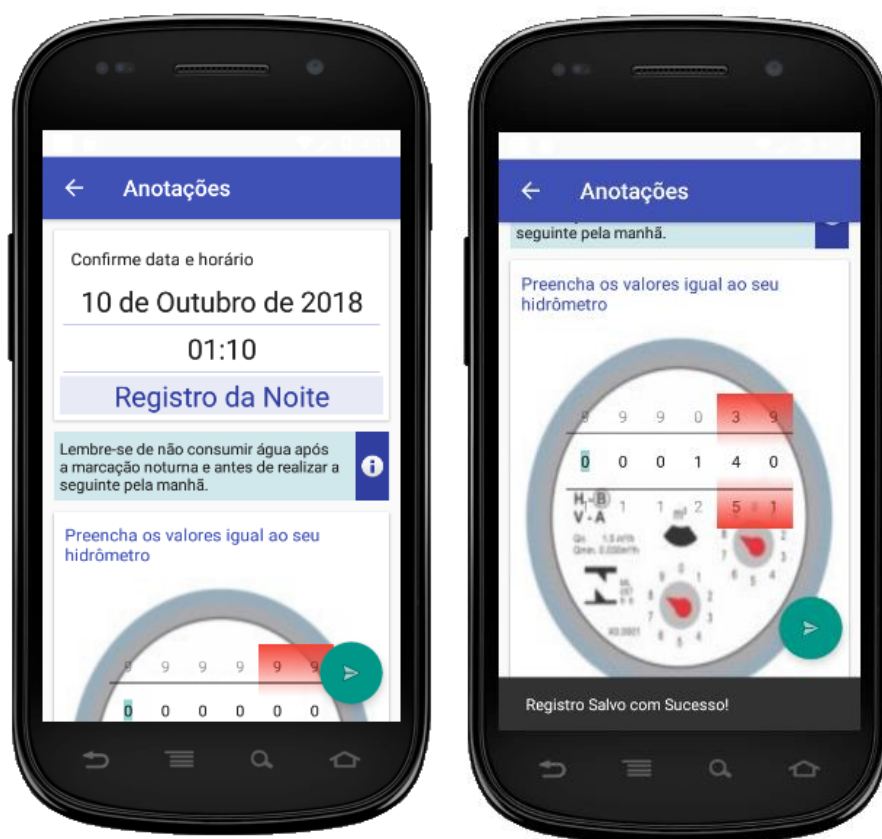 Anotações
Confirme data e horário
10 de Outubro de 2018
01:10
Registro da Noite
Lembre-se de não consumir água após
a marcação noturna e antes de realizar a
seguinte pela manhã.
Preencha os valores igual ao seu
hidrômetro
9 9 9 9 9 9
0 0 0 0 0 0
Anotações
seguinte pela manhã.
Preencha os valores igual ao seu
hidrômetro
9 9 9 0 3 9
0 0 0 1 4 0
1 1 1 2 5 1
H - B
V - A
m³
Registro Salvo com Sucesso!